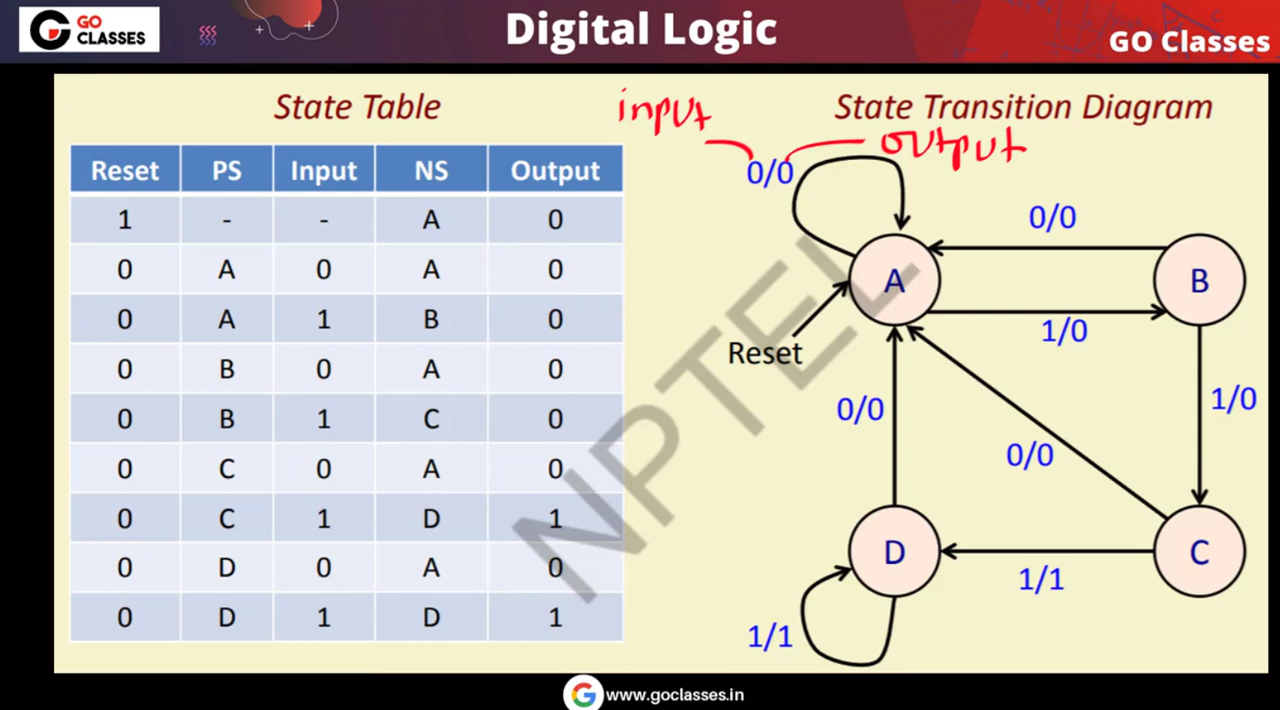 GO
CLASSES
Digital Logic
GO Classes
State Table
Reset PS Input NS Output
1 - - A 0
0 A 0 A 0
0 A 1 B 0
0 B 0 A 0
0 B 1 C 0
0 C 0 A 0
0 C 1 D 1
0 D 0 A 0
0 D 1 D 1
input
State Transition Diagram
output
0/0
0/0
A
B
1/0
Reset
0/0
1/0
0/0
D
C
1/1
1/1
NPTEL
www.goclasses.in